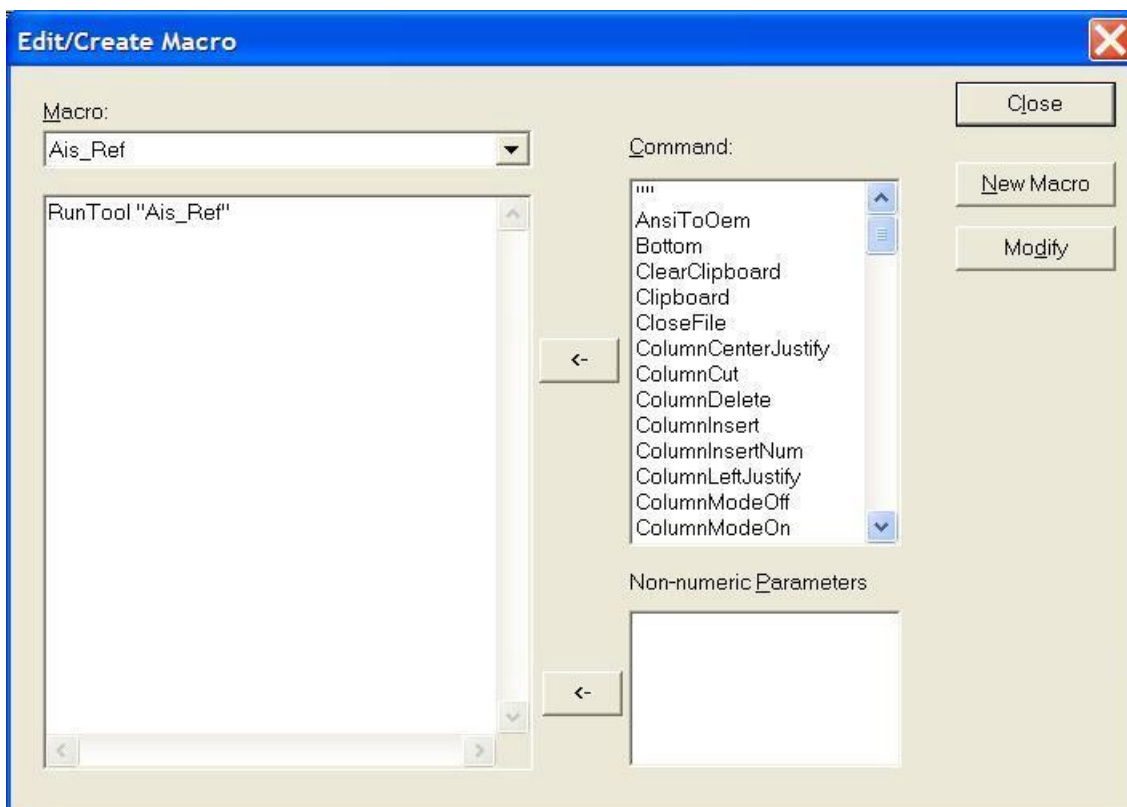 Edit/Create Macro
Macro:
Ais_Ref
RunTool "Ais_Ref"
<-
<-
Command:
""
AnsiToOem
Bottom
ClearClipboard
Clipboard
CloseFile
ColumnCenterJustify
ColumnCut
ColumnDelete
ColumnInsert
ColumnInsertNum
ColumnLeftJustify
ColumnModeOff
ColumnModeOn
Non-numeric Parameters
Close
New Macro
Modify